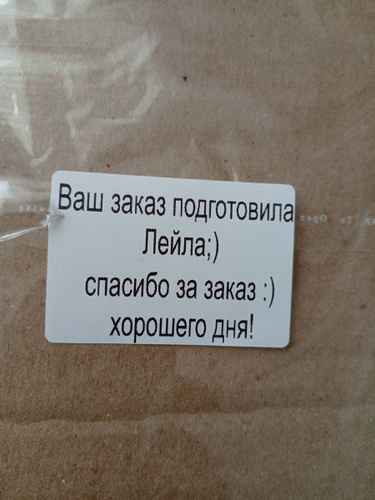 Ваш заказ подготовила
Лейла;)
спасибо за заказ :)
хорошего дня!